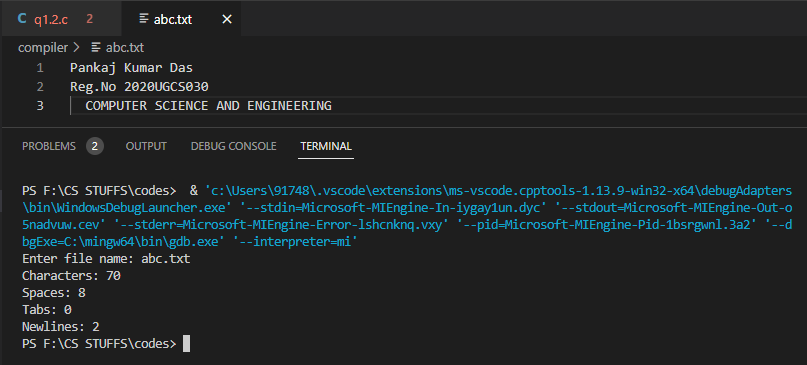 C q1.2.c 2 abc.txt ×
compiler > abc.txt
1 Pankaj Kumar Das
2 Reg.No 2020UGCS030
3 COMPUTER SCIENCE AND ENGINEERING
PROBLEMS 2 OUTPUT DEBUG CONSOLE TERMINAL
PS F:\CS STUFFS\codes>  & 'c:\Users\91748\.vscode\extensions\ms-vscode.cpptools-1.13.9-win32-x64\debugAdapters
\bin\WindowsDebugLauncher.exe' '--stdin=Microsoft-MIEngine-In-iygay1un.dyc' '--stdout=Microsoft-MIEngine-Out-o
5nadvuw.cev' '--stderr=Microsoft-MIEngine-Error-lshcnknq.vxy' '--pid=Microsoft-MIEngine-Pid-1bsrgwnl.3a2' '--d
bgExe=C:\mingw64\bin\gdb.exe' '--interpreter=mi'
Enter file name: abc.txt
Characters: 70
Spaces: 8
Tabs: 0
Newlines: 2
PS F:\CS STUFFS\codes>